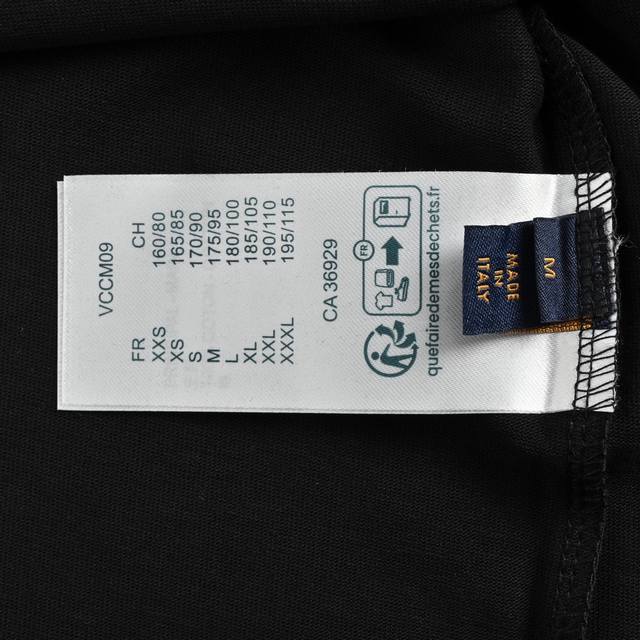 VCCM09
FR CH
XXS 160/80
XS 165/85
S 170/90
M 175/95
L 180/100
XL 185/105
XXL 190/110
XXXL 195/115
CA 36929
FR
quefairedemesdechets.fr
M
MADE
IN
ITALY